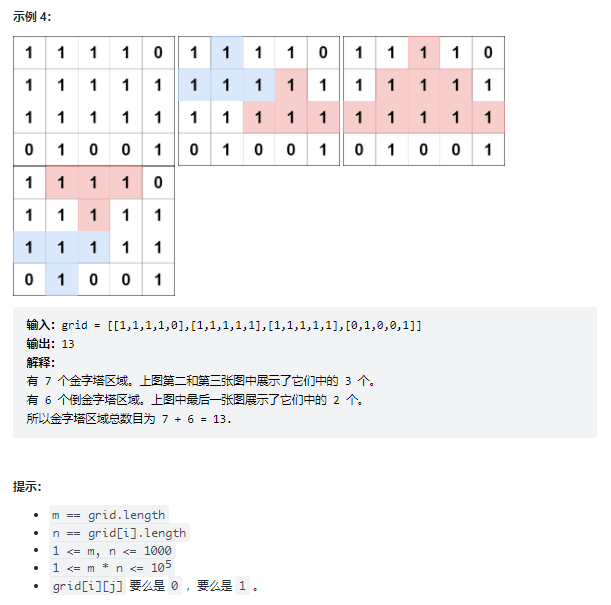 示例 4：
1 1 1 1 0 1 1 1 1 0 1 1 1 1 0
1 1 1 1 1 1 1 1 1 1 1 1 1 1 1
1 1 1 1 1 1 1 1 1 1 1 1 1 1 1
0 1 0 0 1 0 1 0 0 1 0 1 0 0 1
1 1 1 1 0
1 1 1 1 1
1 1 1 1 1
0 1 0 0 1
输入：grid = [[1,1,1,1,0],[1,1,1,1,1],[1,1,1,1,1],[0,1,0,0,1]]
输出：13
解释：
有 7 个金字塔区域。上图第二和第三张图中展示了它们中的 3 个。
有 6 个倒金字塔区域。上图中最后一张图展示了它们中的 2 个。
所以金字塔区域总数目为 7 + 6 = 13.
提示：
• m == grid.length
• n == grid[i].length
• 1 <= m, n <= 1000
• 1 <= m * n <= 10⁵
• grid[i][j] 要么是 0 ，要么是 1 。